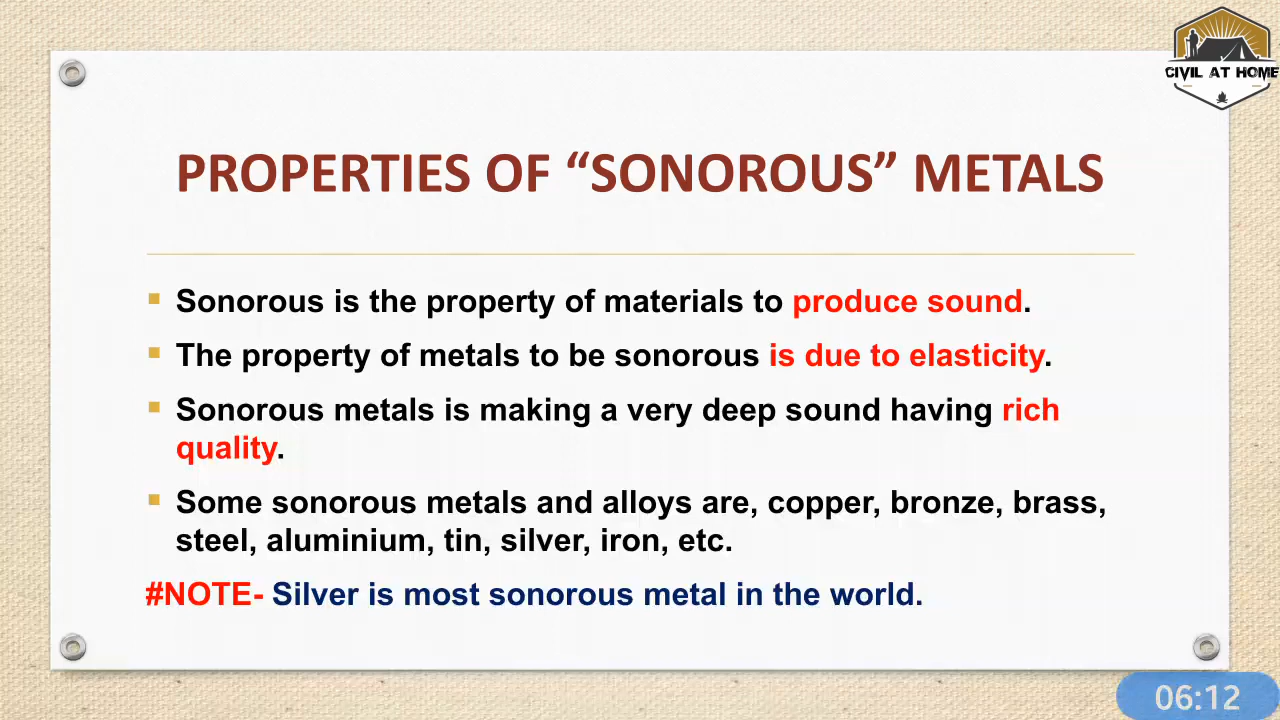 CIVIL AT HOME
PROPERTIES OF “SONOROUS” METALS
▪ Sonorous is the property of materials to produce sound.
▪ The property of metals to be sonorous is due to elasticity.
▪ Sonorous metals is making a very deep sound having rich
quality.
▪ Some sonorous metals and alloys are, copper, bronze, brass,
steel, aluminium, tin, silver, iron, etc.
#NOTE- Silver is most sonorous metal in the world.
06:12